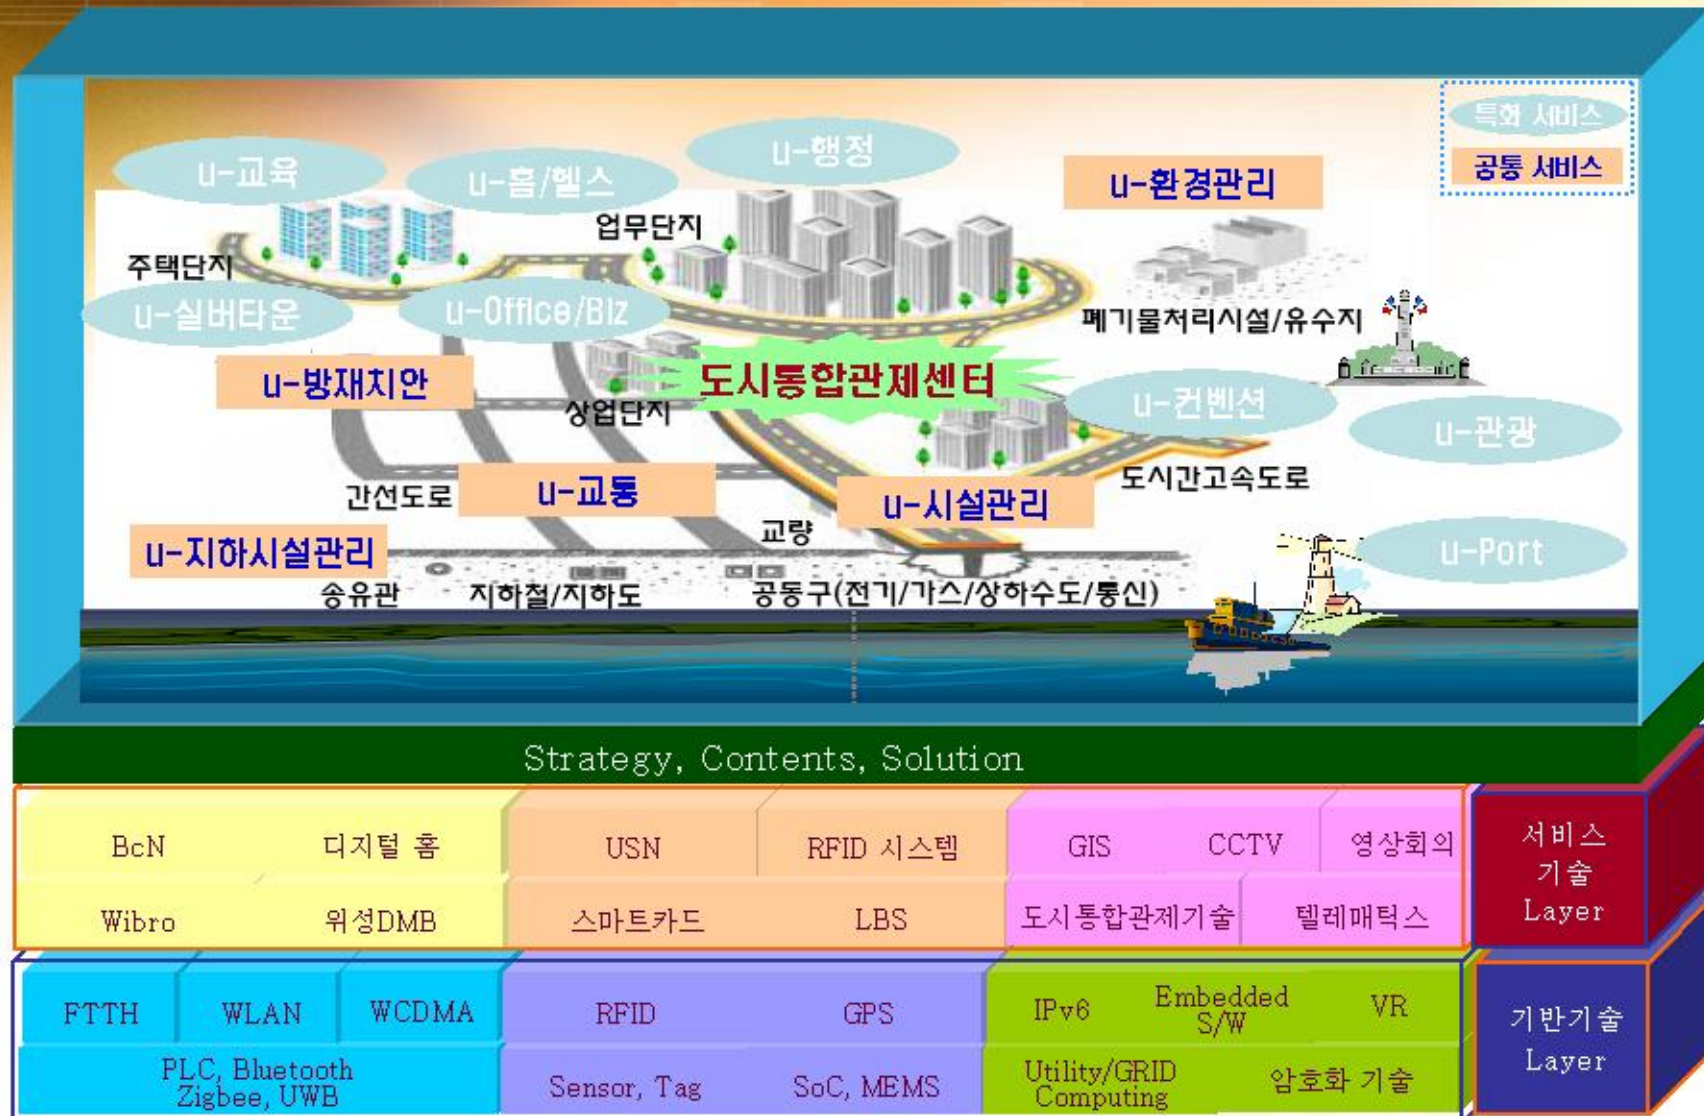 특화 서비스
공통 서비스
u-교육
u-홈/헬스
u-행정
u-환경관리
업무단지
주택단지
u-실버타운
u-Office/Biz
폐기물처리시설/유수지
u-방재치안
도시통합관제센터
상업단지
u-컨벤션
u-관광
간선도로
u-교통
u-시설관리
도시간고속도로
교량
u-지하시설관리
u-Port
송유관
지하철/지하도
공동구(전기/가스/상하수도/통신)
Strategy, Contents, Solution
BcN
디지털 홈
USN
RFID 시스템
GIS
CCTV
영상회의
Wibro
위성DMB
스마트카드
LBS
도시통합관제기술
텔레매틱스
서비스
기술
Layer
FTTH
WLAN
WCDMA
RFID
GPS
IPv6
Embedded
S/W
VR
PLC, Bluetooth
Zigbee, UWB
Sensor, Tag
SoC, MEMS
Utility/GRID
Computing
암호화 기술
기반기술
Layer